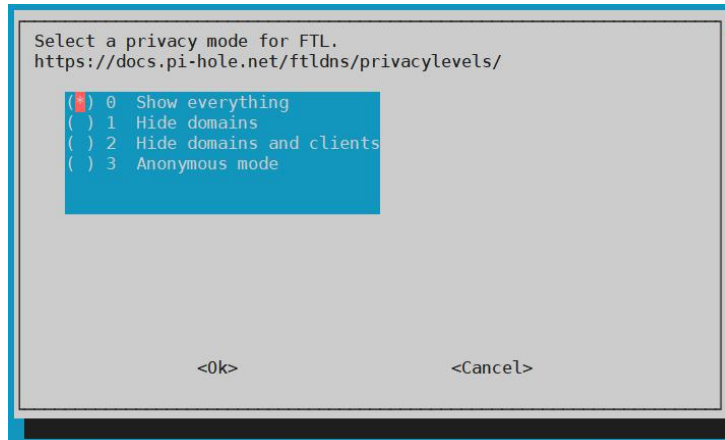 Select a privacy mode for FTL.
https://docs.pi-hole.net/ftldns/privacylevels/
(*) 0 Show everything
( ) 1 Hide domains
( ) 2 Hide domains and clients
( ) 3 Anonymous mode
<Ok> <Cancel>